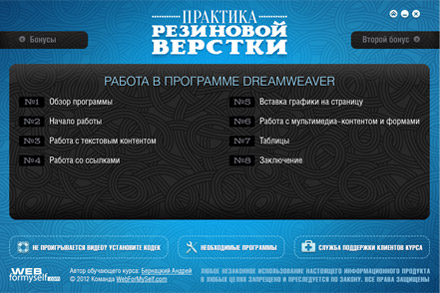 ПРАКТИКА
РЕЗИНОВОЙ
ВЕРСТКИ
Бонусы
Второй бонус
РАБОТА В ПРОГРАММЕ DREAMWEAVER
№1 Обзор программы
№2 Начало работы
№3 Работа с текстовым контентом
№4 Работа со ссылками
№5 Вставка графики на страницу
№6 Работа с мультимедиа-контентом и формами
№7 Таблицы
№8 Заключение
НЕ ПРОИГРЫВАЕТСЯ ВИДЕО? УСТАНОВИТЕ КОДЕК
НЕОБХОДИМЫЕ ПРОГРАММЫ
СЛУЖБА ПОДДЕРЖКИ КЛИЕНТОВ КУРСА
WEB
formyself.com
Автор обучающего курса: Бернацкий Андрей
© 2012 Команда WebForMySelf.com
ЛЮБОЕ НЕЗАКОННОЕ ИСПОЛЬЗОВАНИЕ НАСТОЯЩЕГО ИНФОРМАЦИОННОГО ПРОДУКТА
В ЛЮБЫХ ЦЕЛЯХ ЗАПРЕЩЕНО И ПРЕСЛЕДУЕТСЯ ПО ЗАКОНУ. ВСЕ ПРАВА ЗАЩИЩЕНЫ